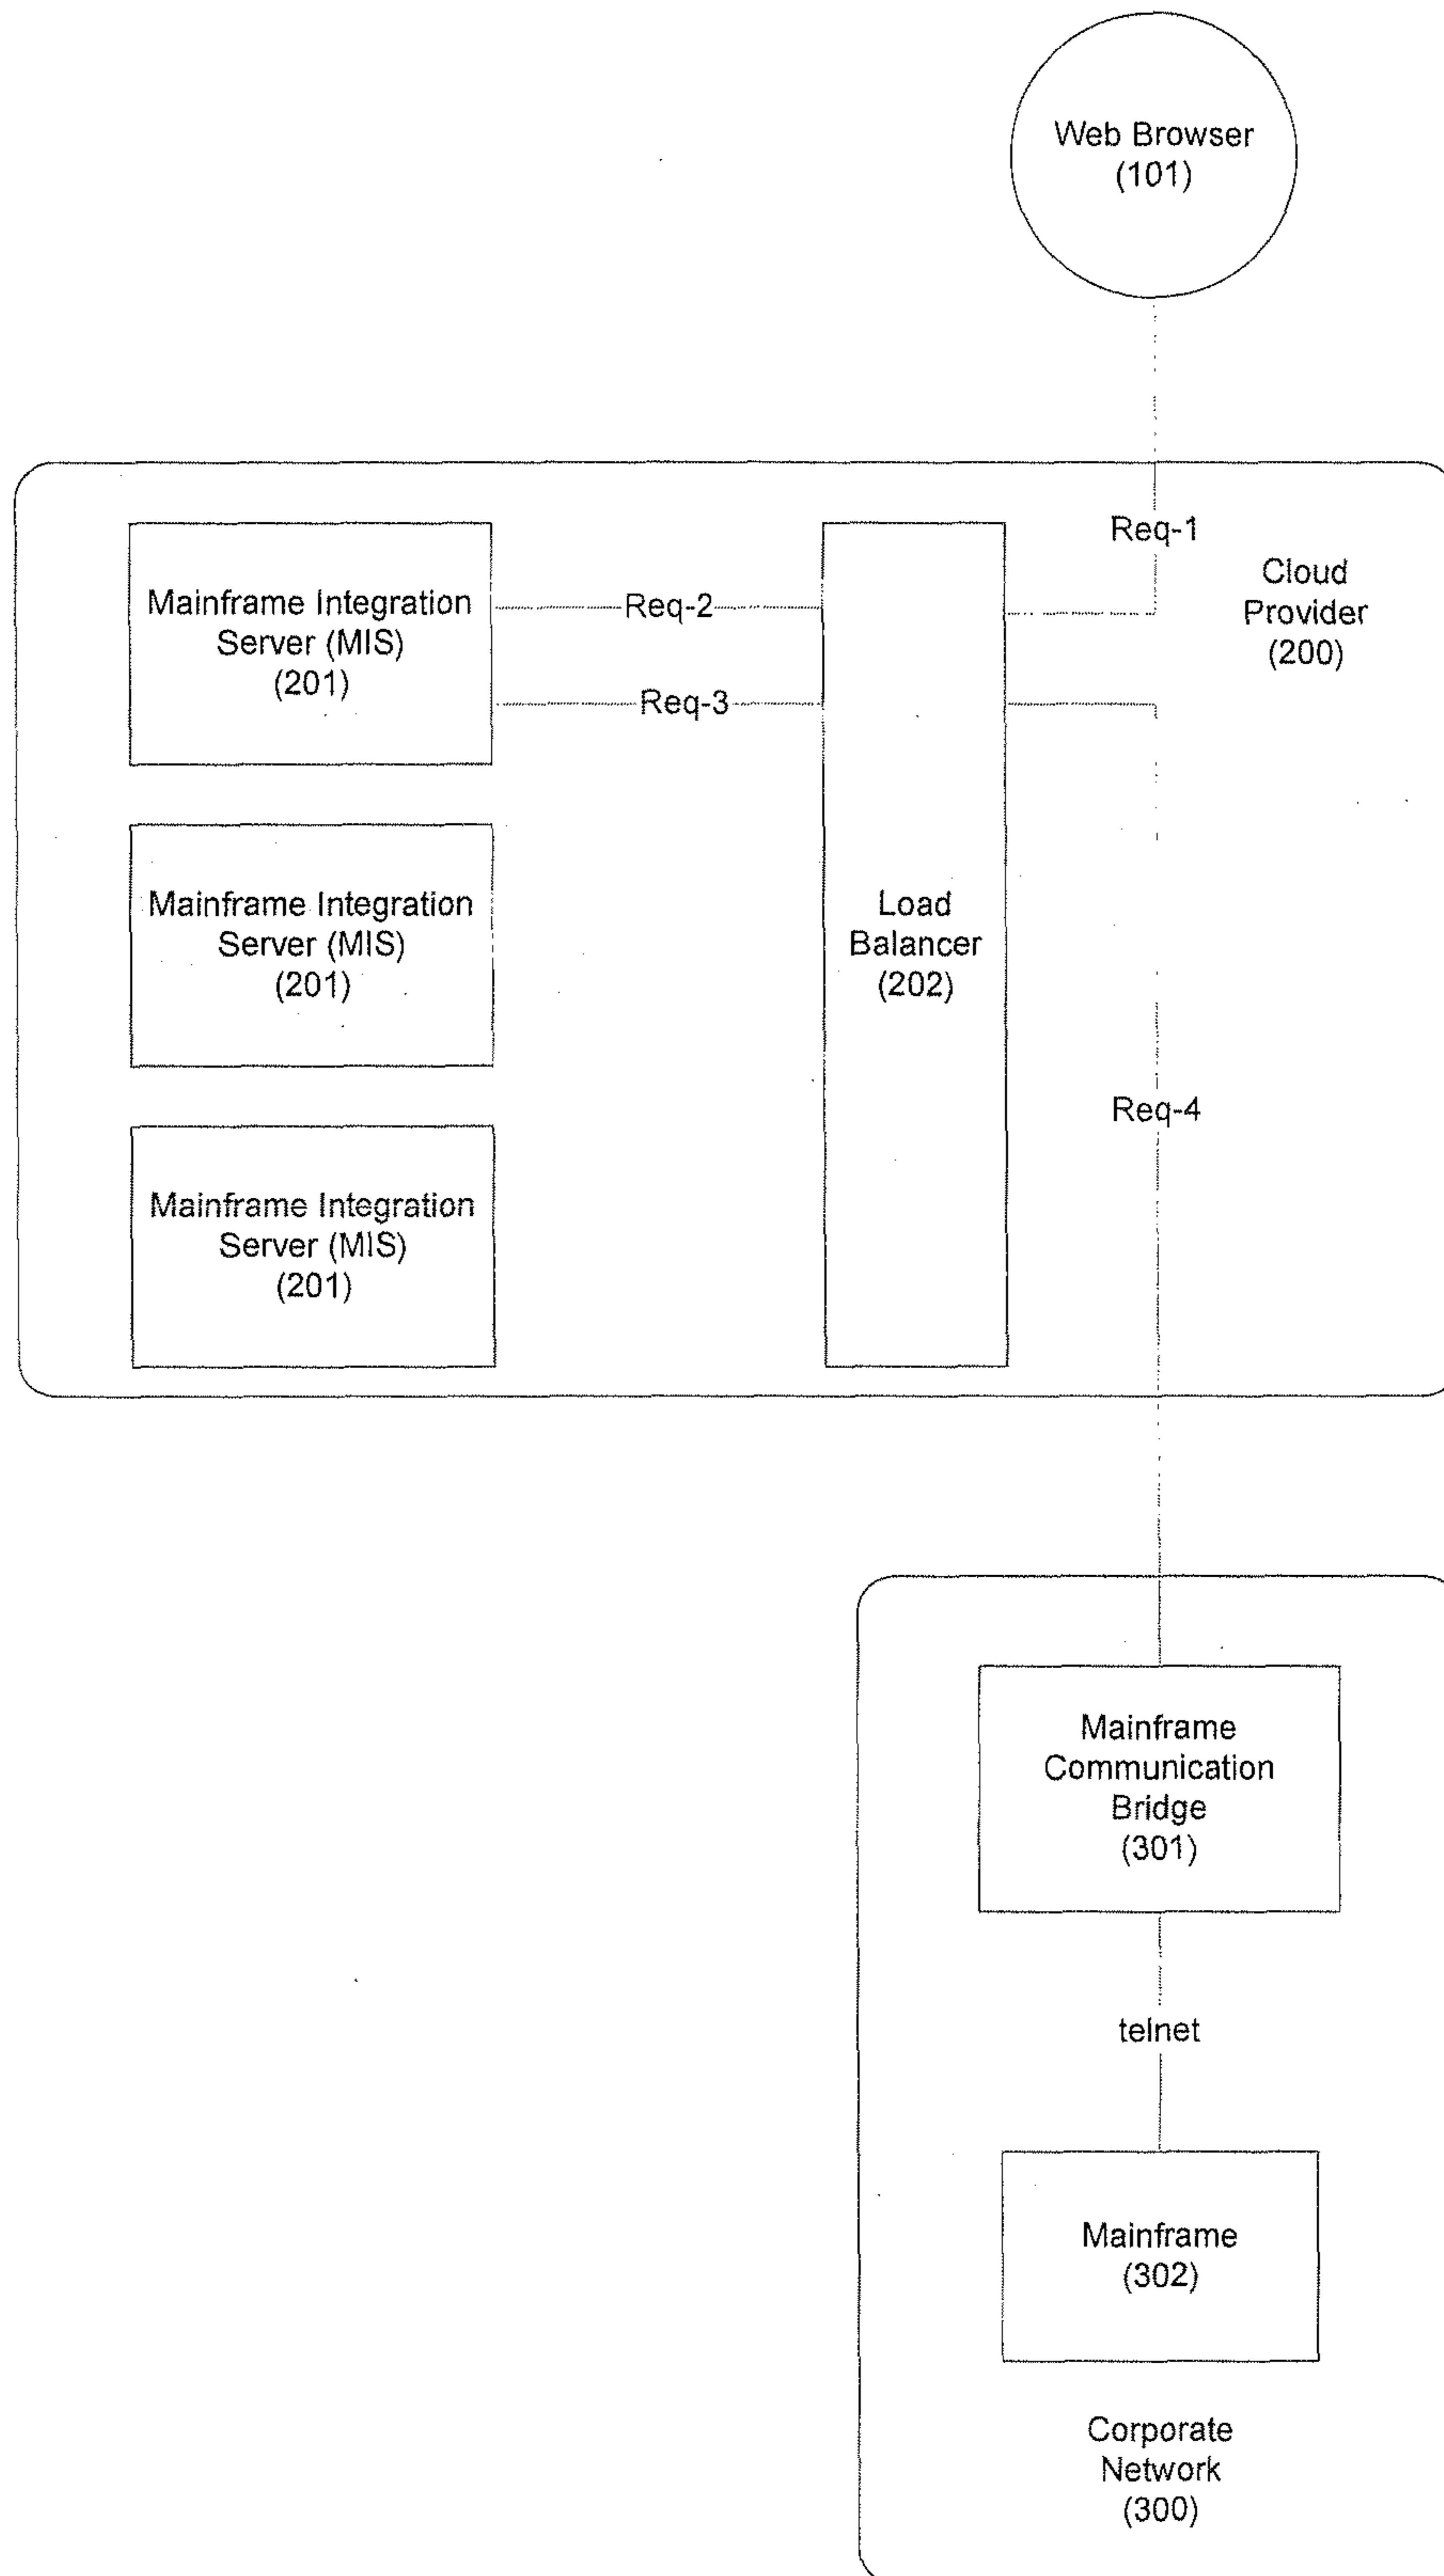 Web Browser
(101)
Req-1
Cloud
Provider
(200)
Mainframe Integration
Server (MIS)
(201)
Req-2
Req-3
Mainframe Integration
Server (MIS)
(201)
Load
Balancer
(202)
Req-4
Mainframe Integration
Server (MIS)
(201)
Mainframe
Communication
Bridge
(301)
telnet
Mainframe
(302)
Corporate
Network
(300)